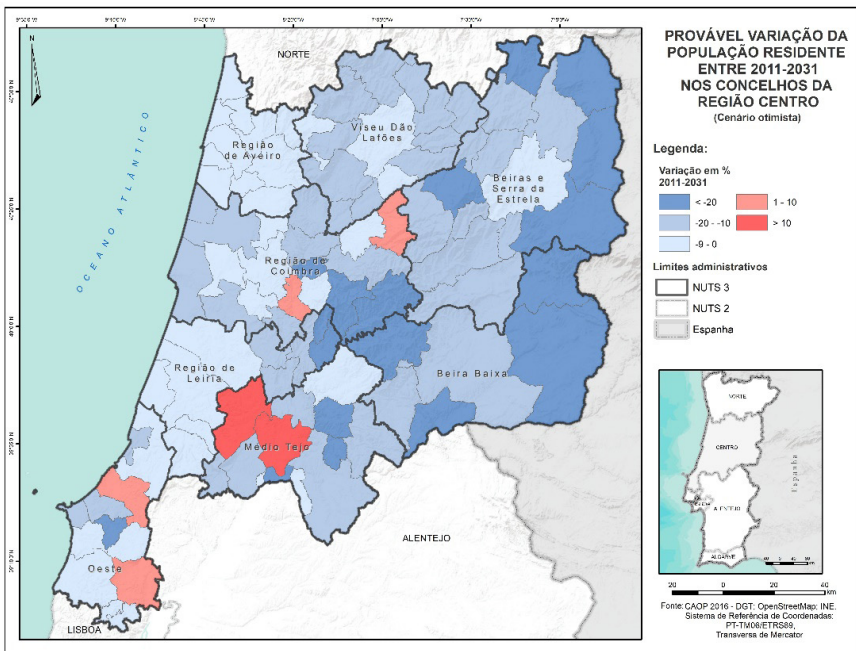 PROVÁVEL VARIAÇÃO DA
POPULAÇÃO RESIDENTE
ENTRE 2011-2031
NOS CONCELHOS DA
REGIÃO CENTRO
(Cenário otimista)
Legenda:
Variação em %
2011-2031
< -20
1 - 10
-20 - -10
> 10
-9 - 0
Limites administrativos
NUTS 3
NUTS 2
Espanha
N
NORTE
OCEANO ATLÂNTICO
Região
de Aveiro
Viseu Dão
Lafões
Beiras e
Serra da
Estrela
Região de
Coimbra
Região de
Leiria
Beira Baixa
Médio Tejo
Oeste
ALENTEJO
LISBOA
NORTE
CENTRO
Espanha
ALENTEJO
ALGARVE
20
0
20
40
km
Fonte: CAOP 2016 - DGT; OpenStreetMap; INE.
Sistema de Referência de Coordenadas:
PT-TM06/ETRS89,
Transversa de Mercator